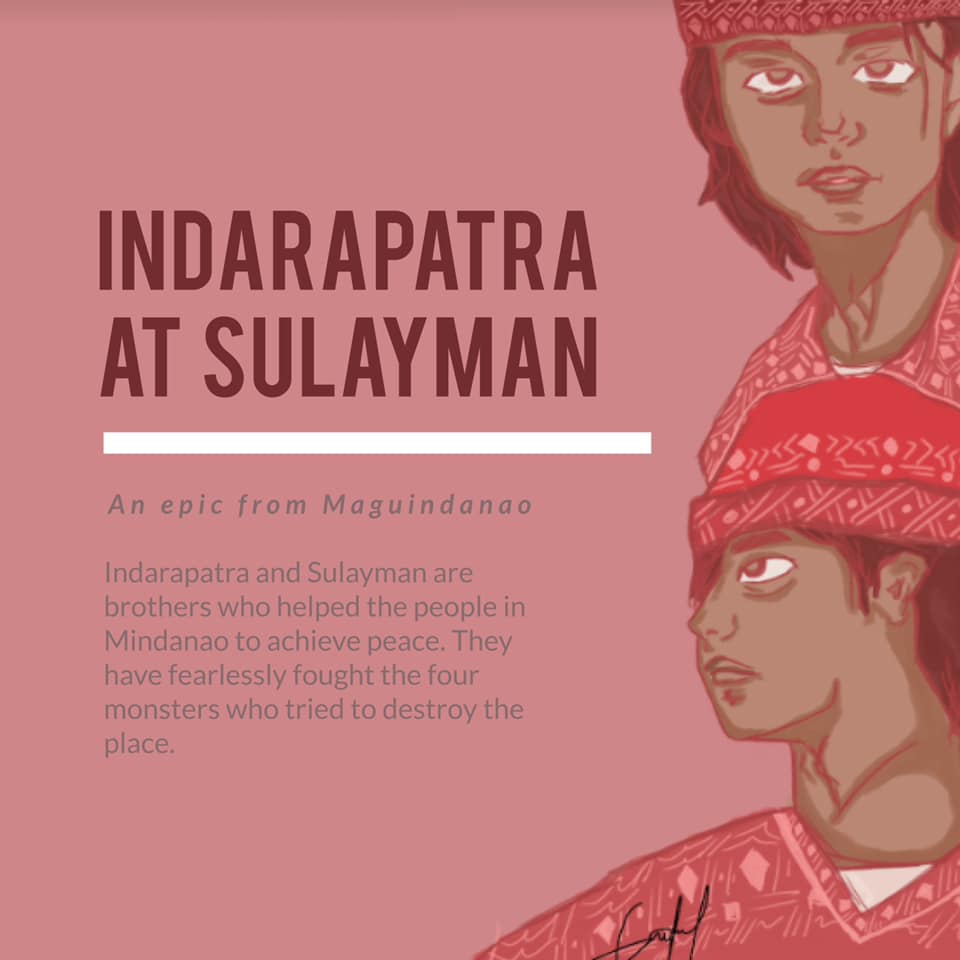 INDARAPATRA
AT SULAYMAN
An epic from Maguindanao
Indarapatra and Sulayman are
brothers who helped the people in
Mindanao to achieve peace. They
have fearlessly fought the four
monsters who tried to destroy the
place.